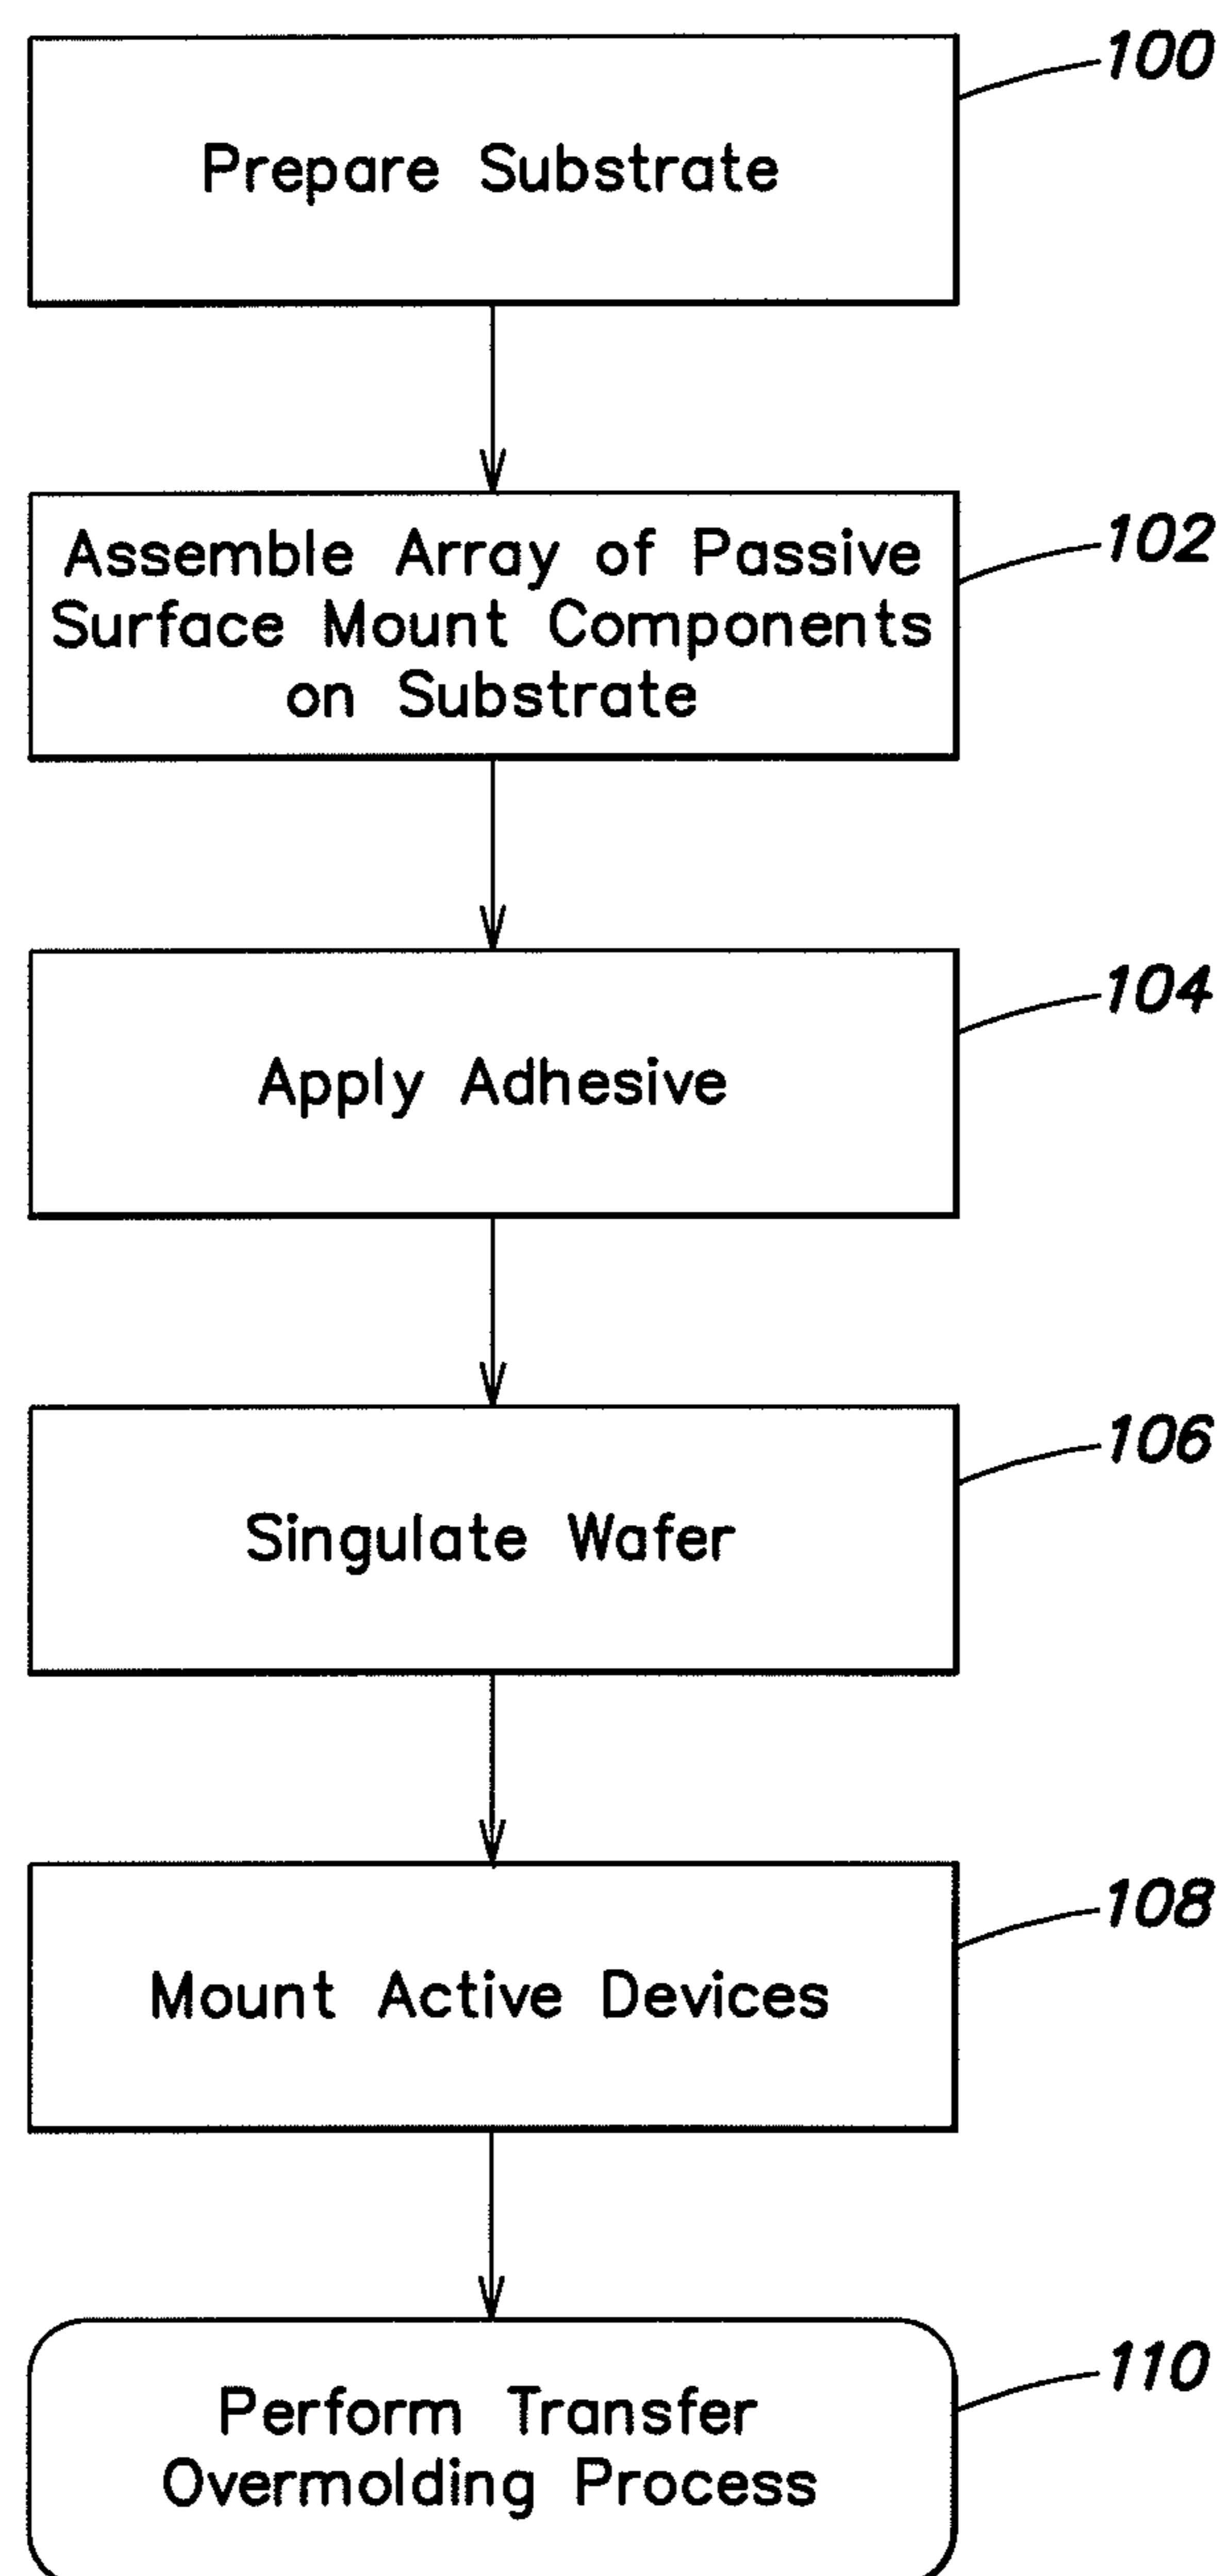 100
Prepare Substrate
102
Assemble Array of Passive
Surface Mount Components
on Substrate
104
Apply Adhesive
106
Singulate Wafer
108
Mount Active Devices
110
Perform Transfer
Overmolding Process